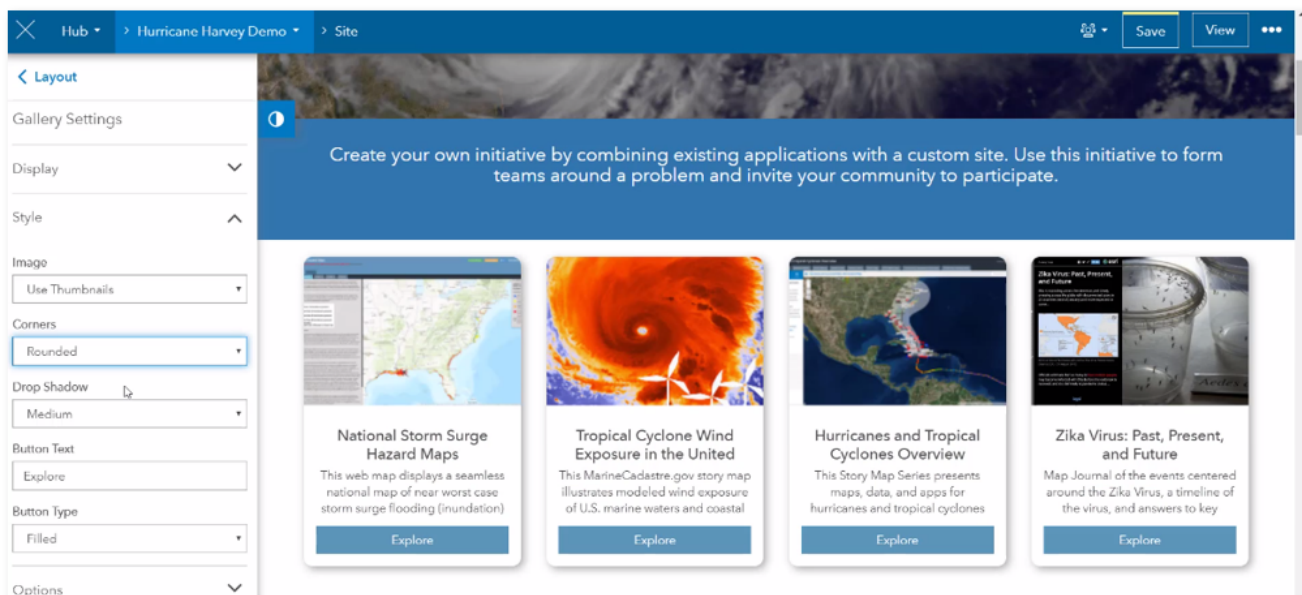 Hub
> Hurricane Harvey Demo
> Site
Save
View
Layout
Gallery Settings
Display
Style
Image
Use Thumbnails
Corners
Rounded
Drop Shadow
Medium
Button Text
Explore
Button Type
Filled
Options
Create your own initiative by combining existing applications with a custom site. Use this initiative to form
teams around a problem and invite your community to participate.
National Storm Surge
Hazard Maps
This web map displays a seamless
national map of near worst case
storm surge flooding (inundation)
Explore
Tropical Cyclone Wind
Exposure in the United
This MarineCadastre.gov story map
illustrates modeled wind exposure
of U.S. marine waters and coastal
Explore
Hurricanes and Tropical
Cyclones Overview
This Story Map Series presents
maps, data, and apps for
hurricanes and tropical cyclones
Explore
Zika Virus: Past, Present,
and Future
Zika Virus: Past, Present,
and Future
Map Journal of the events centered
around the Zika Virus, a timeline of
the virus, and answers to key
Explore